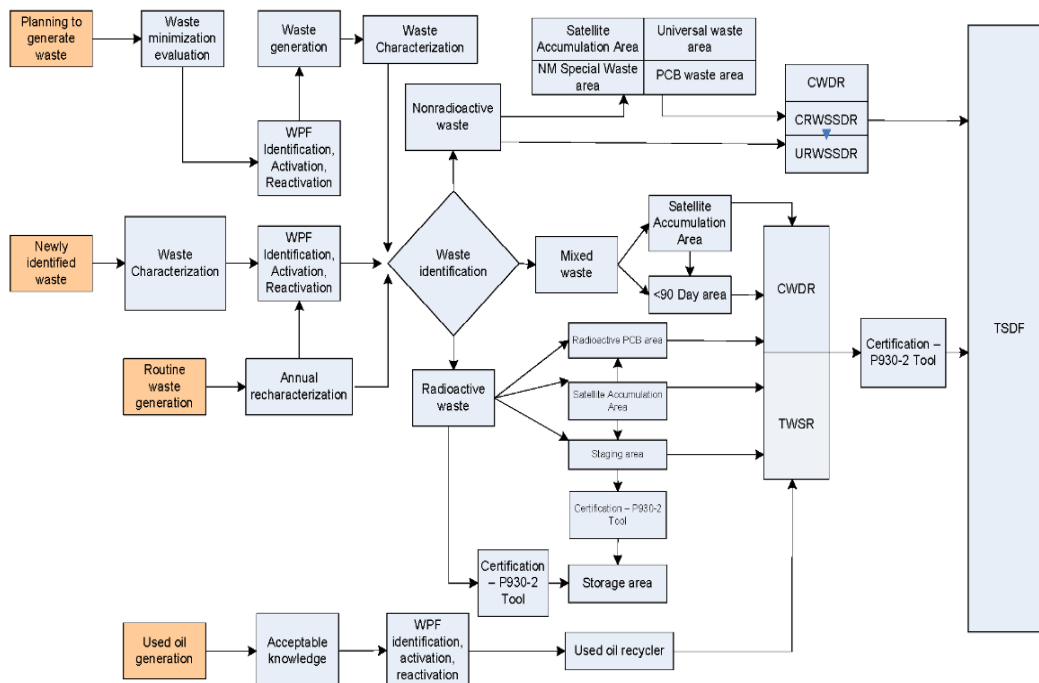 Planning to
generate waste
Waste
minimization
evaluation
Waste
generation
Waste
Characterization
Satellite
Accumulation Area
Universal waste
area
NM Special Waste
area
PCB waste area
CWDR
CRWSSDR
URWSSDR
Nonradioactive
waste
WPF
Identification,
Activation,
Reactivation
Newly
identified
waste
Waste
Characterization
WPF
Identification,
Activation,
Reactivation
Waste
identification
Mixed
waste
Satellite
Accumulation
Area
<90 Day area
CWDR
TWSR
Certification –
P930-2 Tool
TSDF
Routine
waste
generation
Annual
recharacterization
Radioactive
waste
Radioactive PCB area
Satellite Accumulation
Area
Staging area
Certification – P930-2
Tool
Certification
– P930-2
Tool
Storage area
Used oil
generation
Acceptable
knowledge
WPF
identification,
activation,
reactivation
Used oil recycler